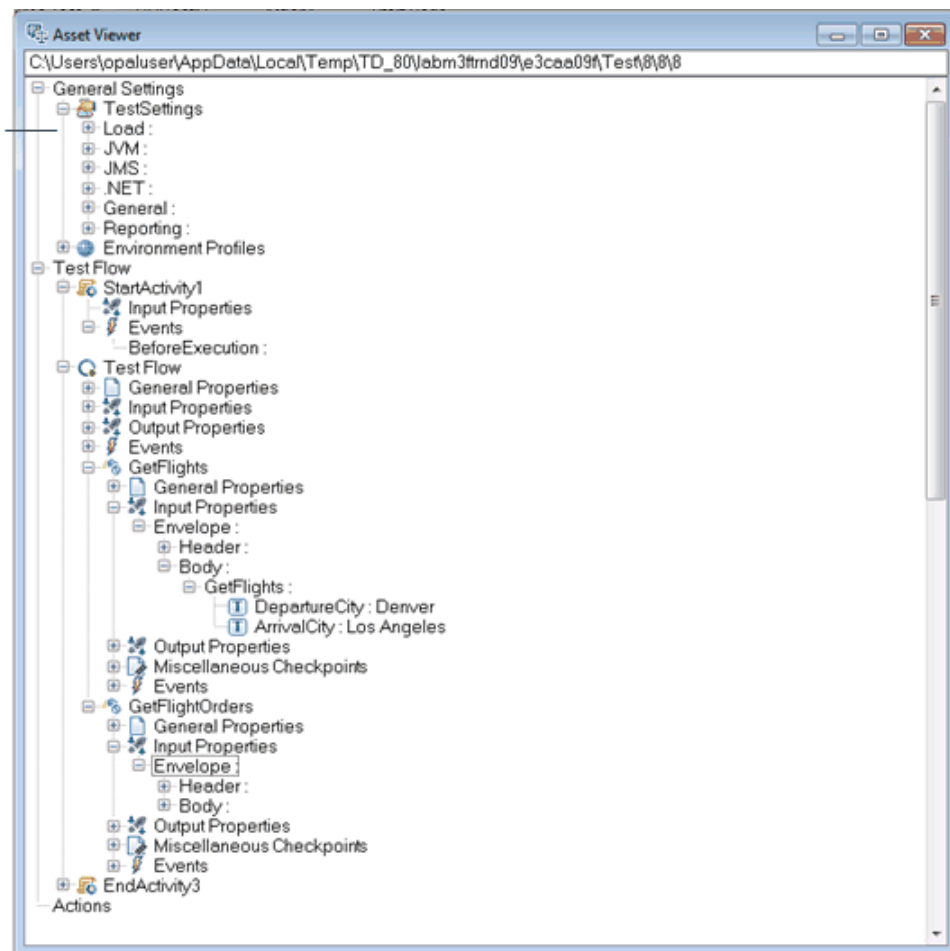 Asset Viewer
C:\Users\opaluser\AppData\Local\Temp\TD_80\labm3ftrnd09\e3caa09f\Test\8\8\8
General Settings
TestSettings
Load :
JVM :
JMS :
.NET :
General :
Reporting :
Environment Profiles
Test Flow
StartActivity1
Input Properties
Events
BeforeExecution :
Test Flow
General Properties
Input Properties
Output Properties
Events
GetFlights
General Properties
Input Properties
Envelope :
Header :
Body :
GetFlights :
DepartureCity : Denver
ArrivalCity : Los Angeles
Output Properties
Miscellaneous Checkpoints
Events
GetFlightOrders
General Properties
Input Properties
Envelope :
Header :
Body :
Output Properties
Miscellaneous Checkpoints
Events
EndActivity3
Actions